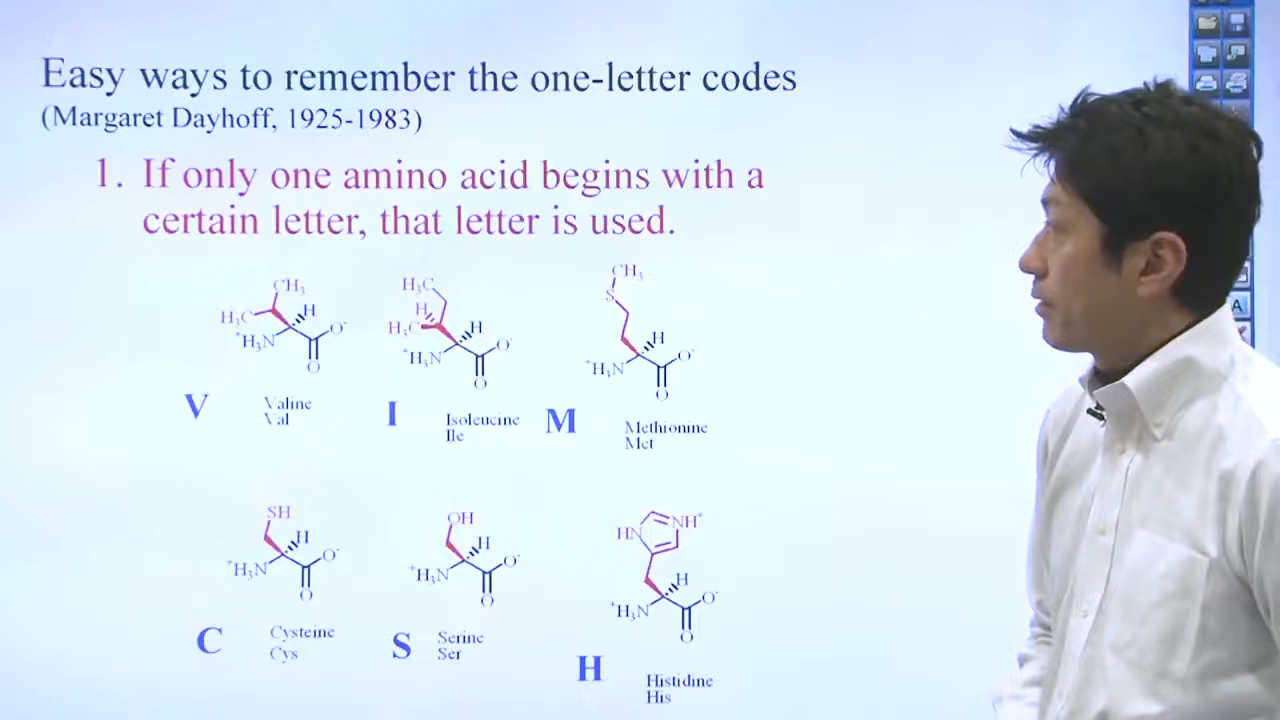 Easy ways to remember the one-letter codes
(Margaret Dayhoff, 1925-1983)
1. If only one amino acid begins with a
certain letter, that letter is used.
CH₃
H₃C
H
⁺H₃N
O⁻
O
V
Valine
Val
H₃C
H
H₃C
H
⁺H₃N
O⁻
O
I
Isoleucine
Ile
CH₃
S
H
⁺H₃N
O⁻
O
M
Methionine
Met
SH
H
⁺H₃N
O⁻
O
C
Cysteine
Cys
OH
H
⁺H₃N
O⁻
O
S
Serine
Ser
HN
NH⁺
H
⁺H₃N
O⁻
O
H
Histidine
His
A